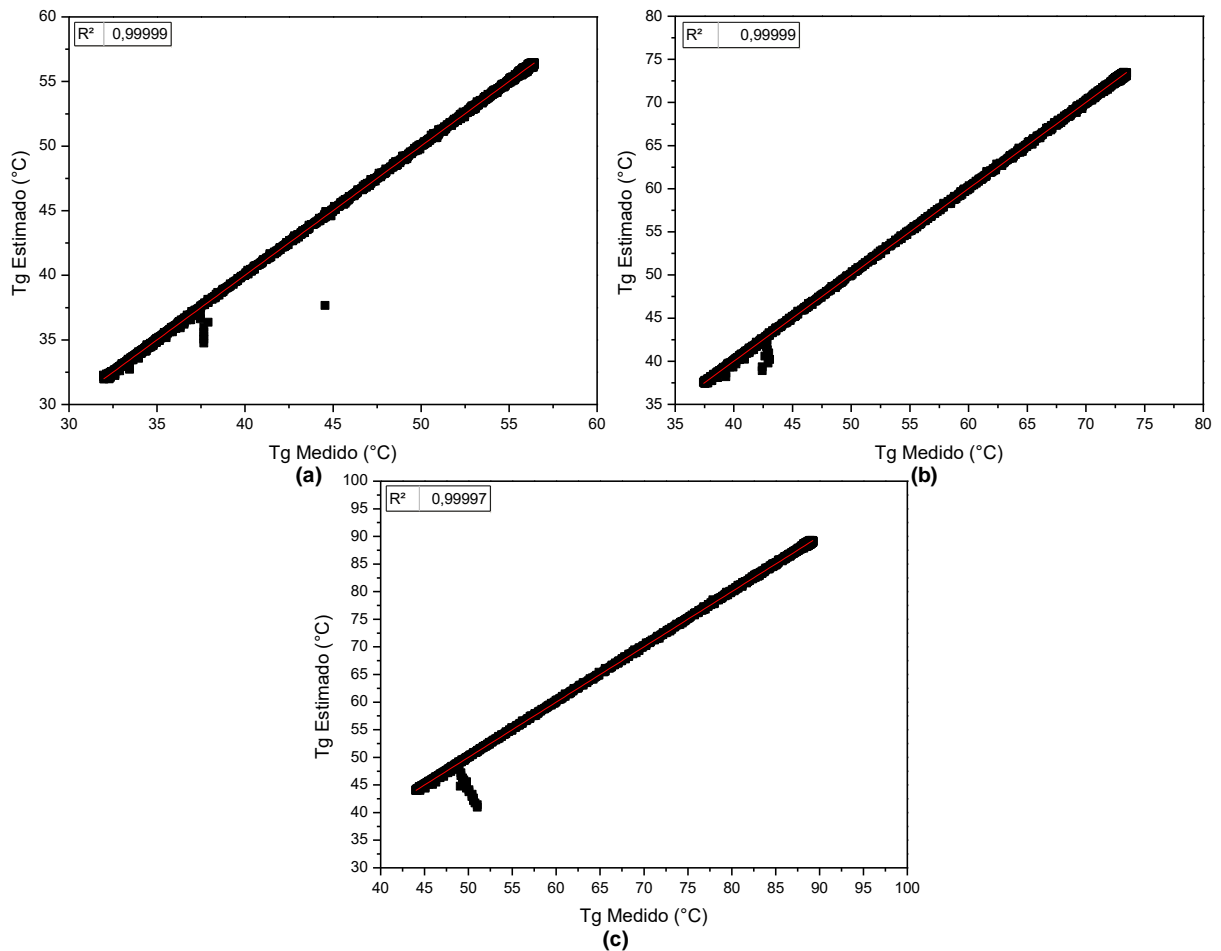 R² 0,99999
60
55
50
45
40
35
30
Tg Estimado (°C)
30 35 40 45 50 55 60
Tg Medido (°C)
(a)
R² 0,99999
80
75
70
65
60
55
50
45
40
35
Tg Estimado (°C)
35 40 45 50 55 60 65 70 75 80
Tg Medido (°C)
(b)
R² 0,99997
100
95
90
85
80
75
70
65
60
55
50
45
40
35
30
Tg Estimado (°C)
40 45 50 55 60 65 70 75 80 85 90 95 100
Tg Medido (°C)
(c)